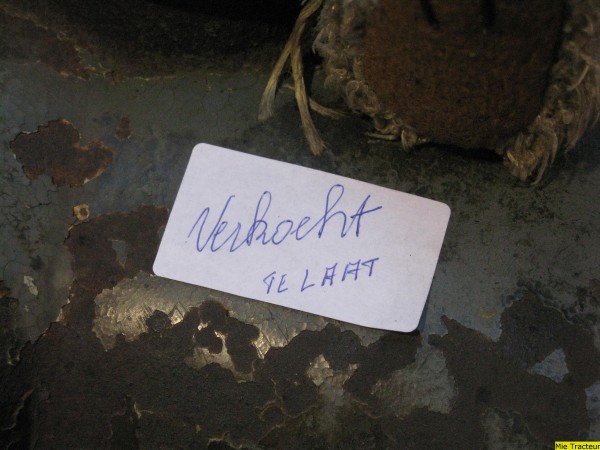 Verkocht
TE LAAT
Mie Tracteur